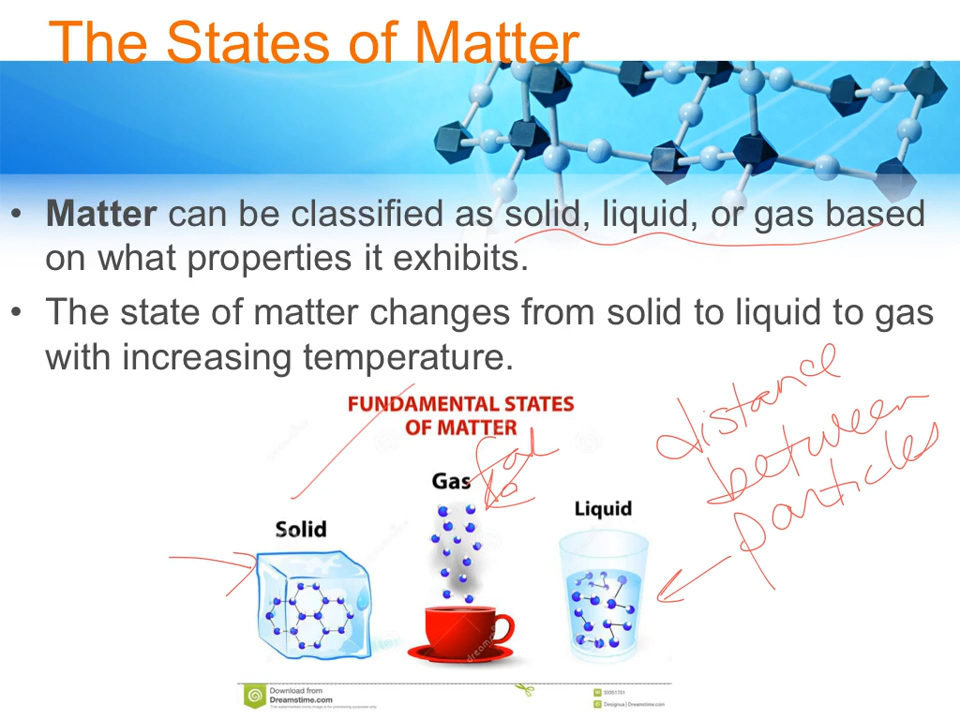 The States of Matter
• Matter can be classified as solid, liquid, or gas based
on what properties it exhibits.
• The state of matter changes from solid to liquid to gas
with increasing temperature.
distance
between
particles
FUNDAMENTAL STATES
OF MATTER
Gas
Liquid
Solid
Download from
Dreamstime.com